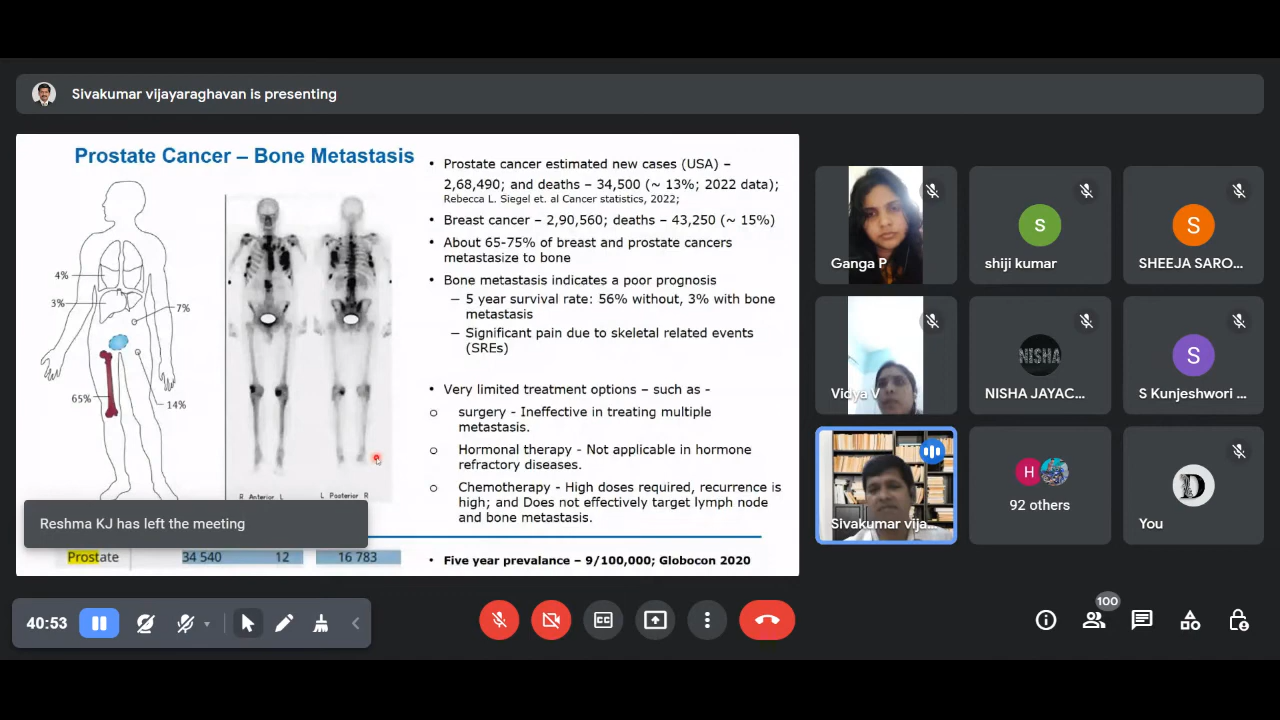 Sivakumar vijayaraghavan is presenting
Prostate Cancer – Bone Metastasis
4%
3%
7%
65%
14%
R Anterior L
L Posterior R
• Prostate cancer estimated new cases (USA) –
2,68,490; and deaths – 34,500 (~ 13%; 2022 data);
Rebecca L. Siegel et. al Cancer statistics, 2022;
• Breast cancer – 2,90,560; deaths – 43,250 (~ 15%)
• About 65-75% of breast and prostate cancers
metastasize to bone
• Bone metastasis indicates a poor prognosis
– 5 year survival rate: 56% without, 3% with bone
metastasis
– Significant pain due to skeletal related events
(SREs)
• Very limited treatment options – such as -
o surgery - Ineffective in treating multiple
metastasis.
o Hormonal therapy - Not applicable in hormone
refractory diseases.
o Chemotherapy - High doses required, recurrence is
high; and Does not effectively target lymph node
and bone metastasis.
Reshma KJ has left the meeting
Prostate 34 540 12 16 783
• Five year prevalance – 9/100,000; Globocon 2020
Ganga P
s
shiji kumar
S
SHEEJA SARO...
Vidya V
NISHA
NISHA JAYAC...
S
S Kunjeshwori ...
Sivakumar vija...
H
92 others
D
You
40:53
CC
100